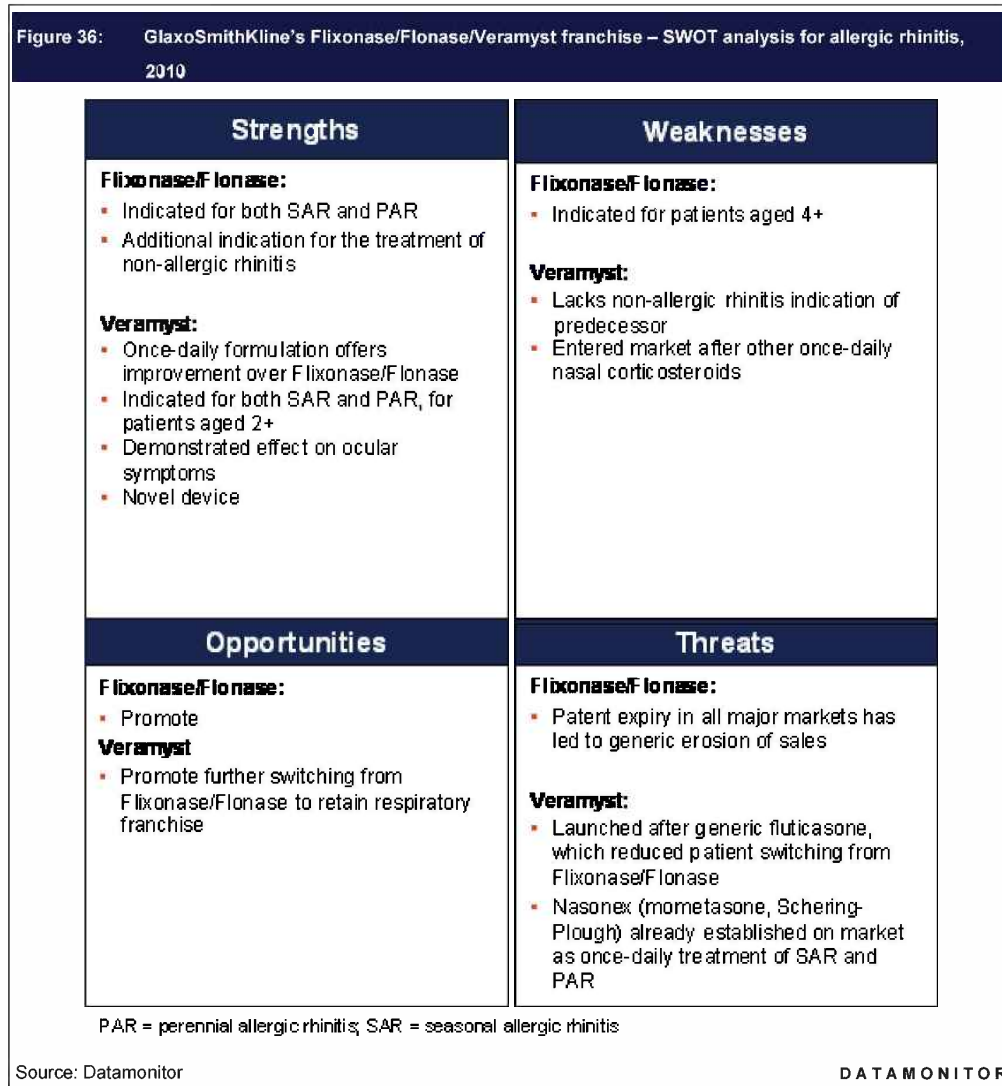 Figure 36: GlaxoSmithKline's Flixonase/Flonase/Veramyst franchise – SWOT analysis for allergic rhinitis,
2010
Strengths
Flixonase/Flonase:
▪ Indicated for both SAR and PAR
▪ Additional indication for the treatment of
non-allergic rhinitis
Veramyst:
▪ Once-daily formulation offers
improvement over Flixonase/Flonase
▪ Indicated for both SAR and PAR, for
patients aged 2+
▪ Demonstrated effect on ocular
symptoms
▪ Novel device
Weaknesses
Flixonase/Flonase:
▪ Indicated for patients aged 4+
Veramyst:
▪ Lacks non-allergic rhinitis indication of
predecessor
▪ Entered market after other once-daily
nasal corticosteroids
Opportunities
Flixonase/Flonase:
▪ Promote
Veramyst
▪ Promote further switching from
Flixonase/Flonase to retain respiratory
franchise
Threats
Flixonase/Flonase:
▪ Patent expiry in all major markets has
led to generic erosion of sales
Veramyst:
▪ Launched after generic fluticasone,
which reduced patient switching from
Flixonase/Flonase
▪ Nasonex (mometasone, Schering-
Plough) already established on market
as once-daily treatment of SAR and
PAR
PAR = perennial allergic rhinitis; SAR = seasonal allergic rhinitis
Source: Datamonitor
DATAMONITOR